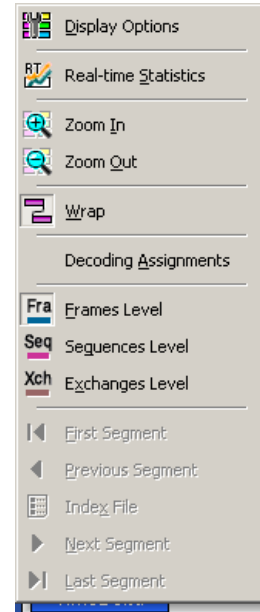 Display Options
RT
Real-time Statistics
Zoom In
Zoom Out
Wrap
Decoding Assignments
Fra
Frames Level
Seq
Sequences Level
Xch
Exchanges Level
First Segment
Previous Segment
Index File
Next Segment
Last Segment